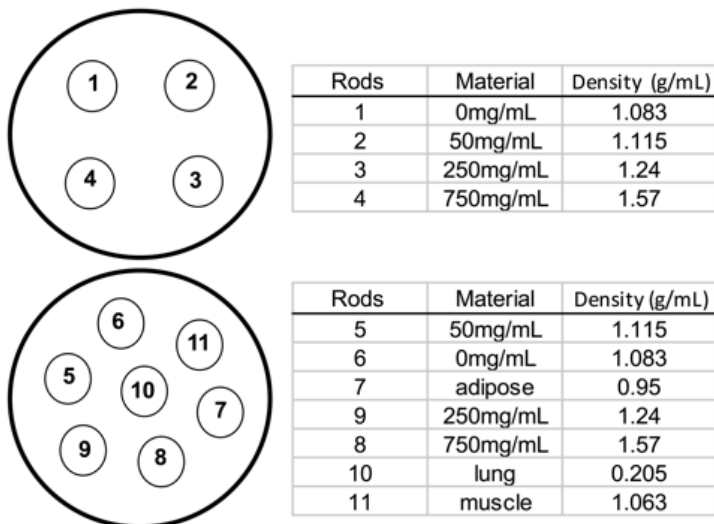 1 2
4 3
Rods Material Density (g/mL)
1 0mg/mL 1.083
2 50mg/mL 1.115
3 250mg/mL 1.24
4 750mg/mL 1.57
6 11
5 10 7
9 8
Rods Material Density (g/mL)
5 50mg/mL 1.115
6 0mg/mL 1.083
7 adipose 0.95
9 250mg/mL 1.24
8 750mg/mL 1.57
10 lung 0.205
11 muscle 1.063